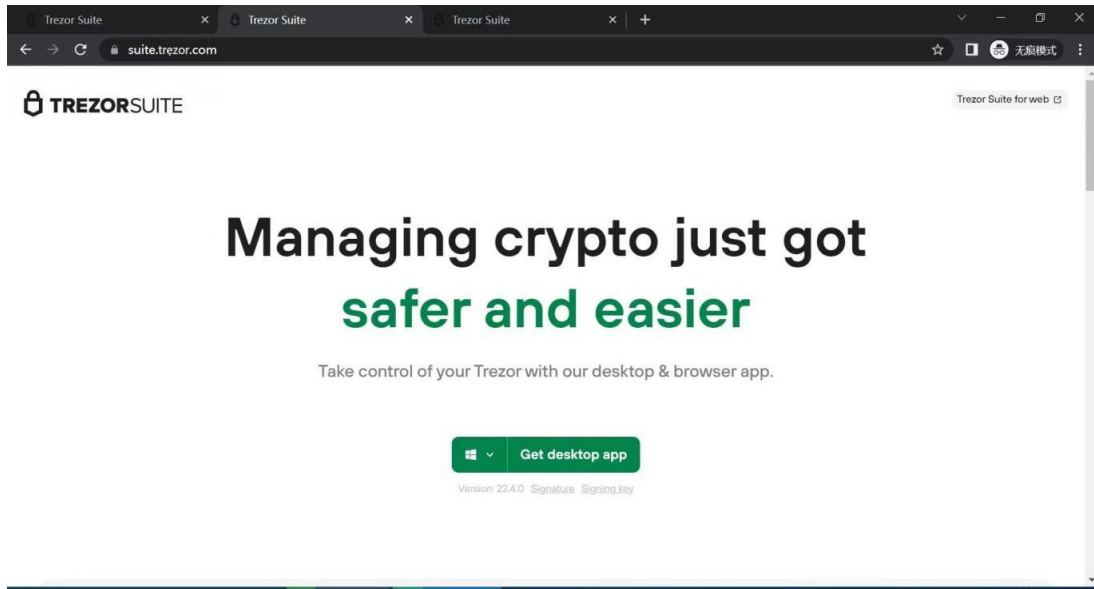 Trezor Suite
Trezor Suite
Trezor Suite
suite.tręzor.com
无痕模式
TREZORSUITE
Trezor Suite for web
Managing crypto just got
safer and easier
Take control of your Trezor with our desktop & browser app.
Get desktop app
Version: 22.4.0 Signature Signing key